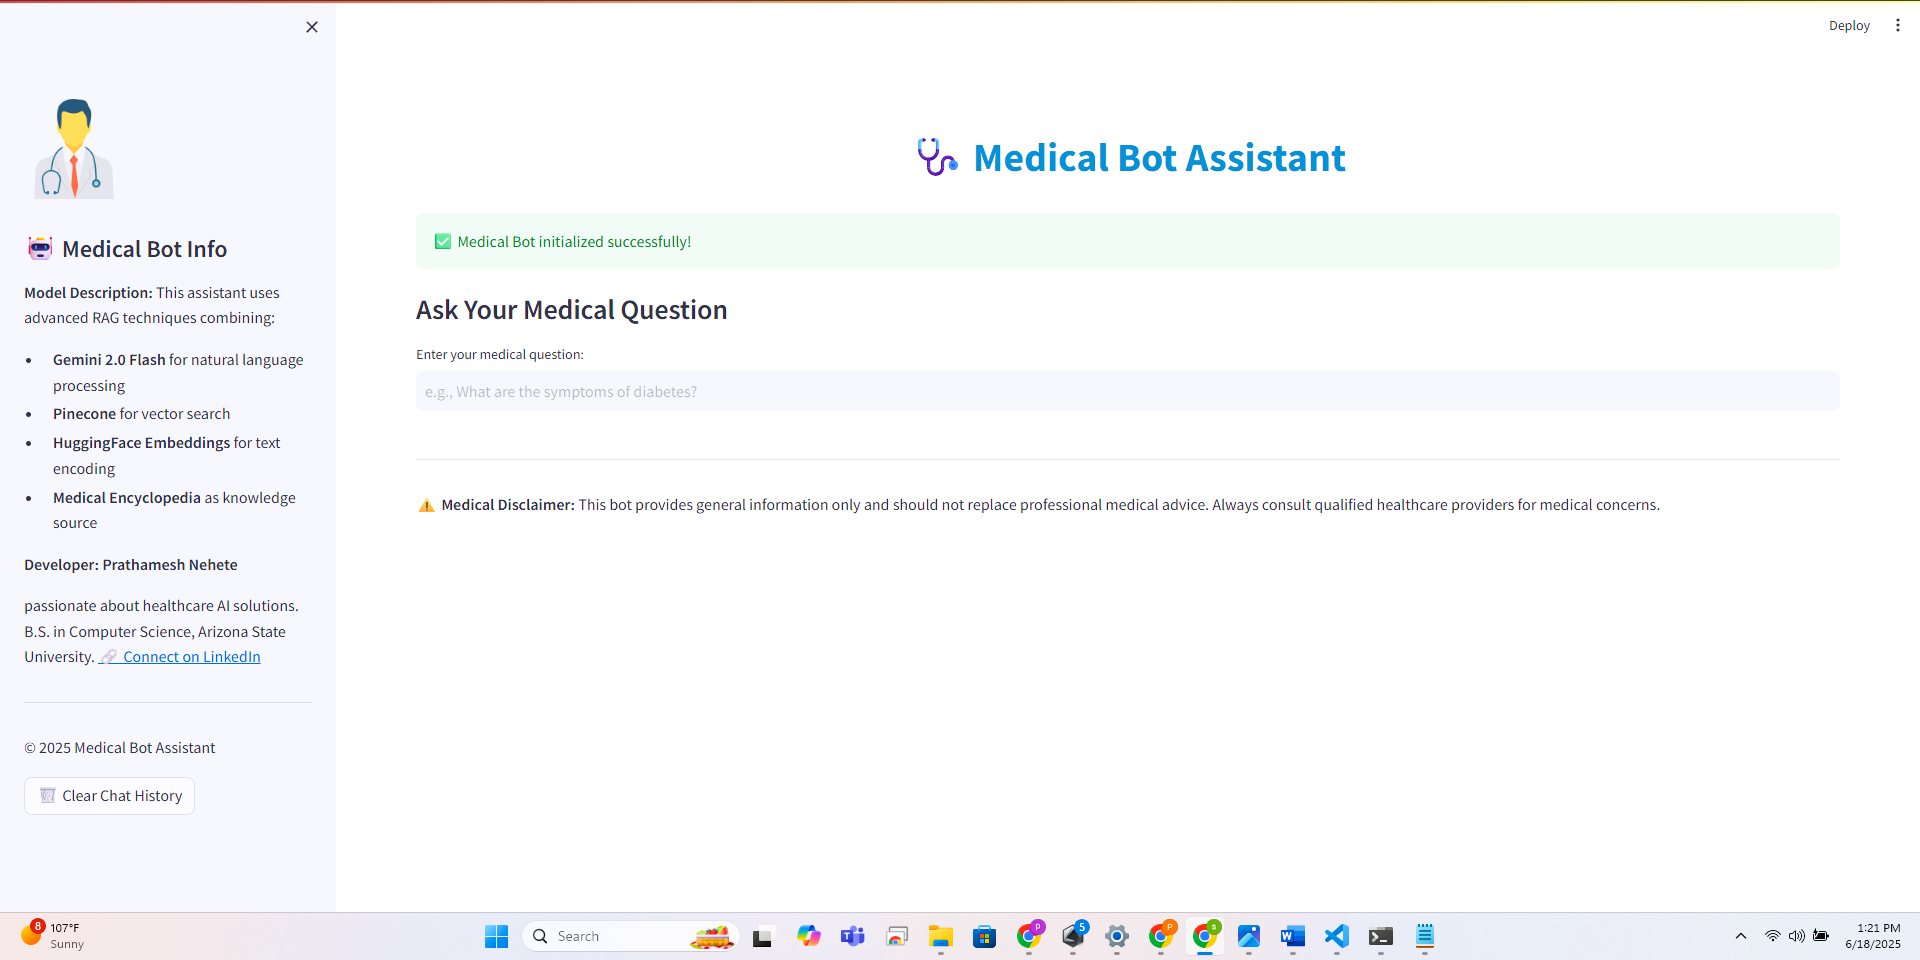 Deploy
Medical Bot Info
Model Description: This assistant uses
advanced RAG techniques combining:
Gemini 2.0 Flash for natural language
processing
Pinecone for vector search
HuggingFace Embeddings for text
encoding
Medical Encyclopedia as knowledge
source
Developer: Prathamesh Nehete
passionate about healthcare AI solutions.
B.S. in Computer Science, Arizona State
University. Connect on LinkedIn
© 2025 Medical Bot Assistant
Clear Chat History
Medical Bot Assistant
Medical Bot initialized successfully!
Ask Your Medical Question
Enter your medical question:
e.g., What are the symptoms of diabetes?
Medical Disclaimer: This bot provides general information only and should not replace professional medical advice. Always consult qualified healthcare providers for medical concerns.
8
107°F
Sunny
Search
P
5
P
S
1:21 PM
6/18/2025